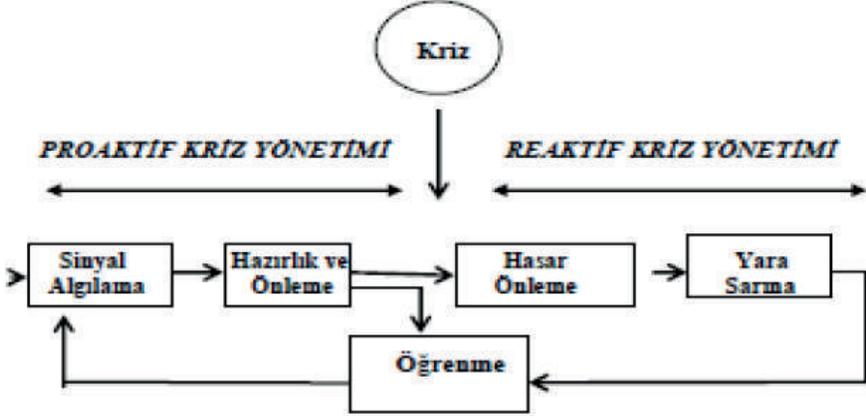 Kriz
PROAKTİF KRİZ YÖNETİMİ
REAKTİF KRİZ YÖNETİMİ
Sinyal
Algılama
Hazırlık ve
Önleme
Hasar
Önleme
Yara
Sarma
Öğrenme